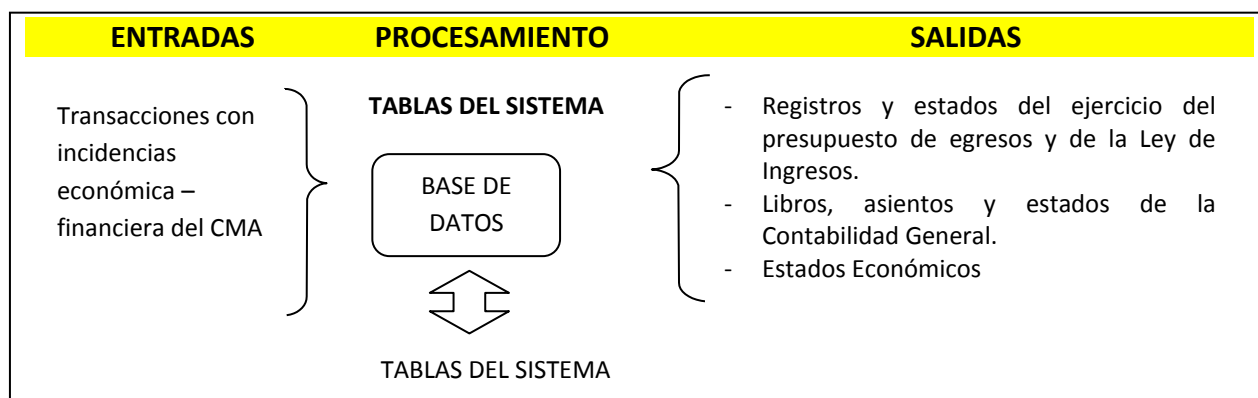 ENTRADAS PROCESAMIENTO SALIDAS
Transacciones con
incidencias
económica –
financiera del CMA
TABLAS DEL SISTEMA
BASE DE
DATOS
TABLAS DEL SISTEMA
- Registros y estados del ejercicio del
presupuesto de egresos y de la Ley de
Ingresos.
- Libros, asientos y estados de la
Contabilidad General.
- Estados Económicos